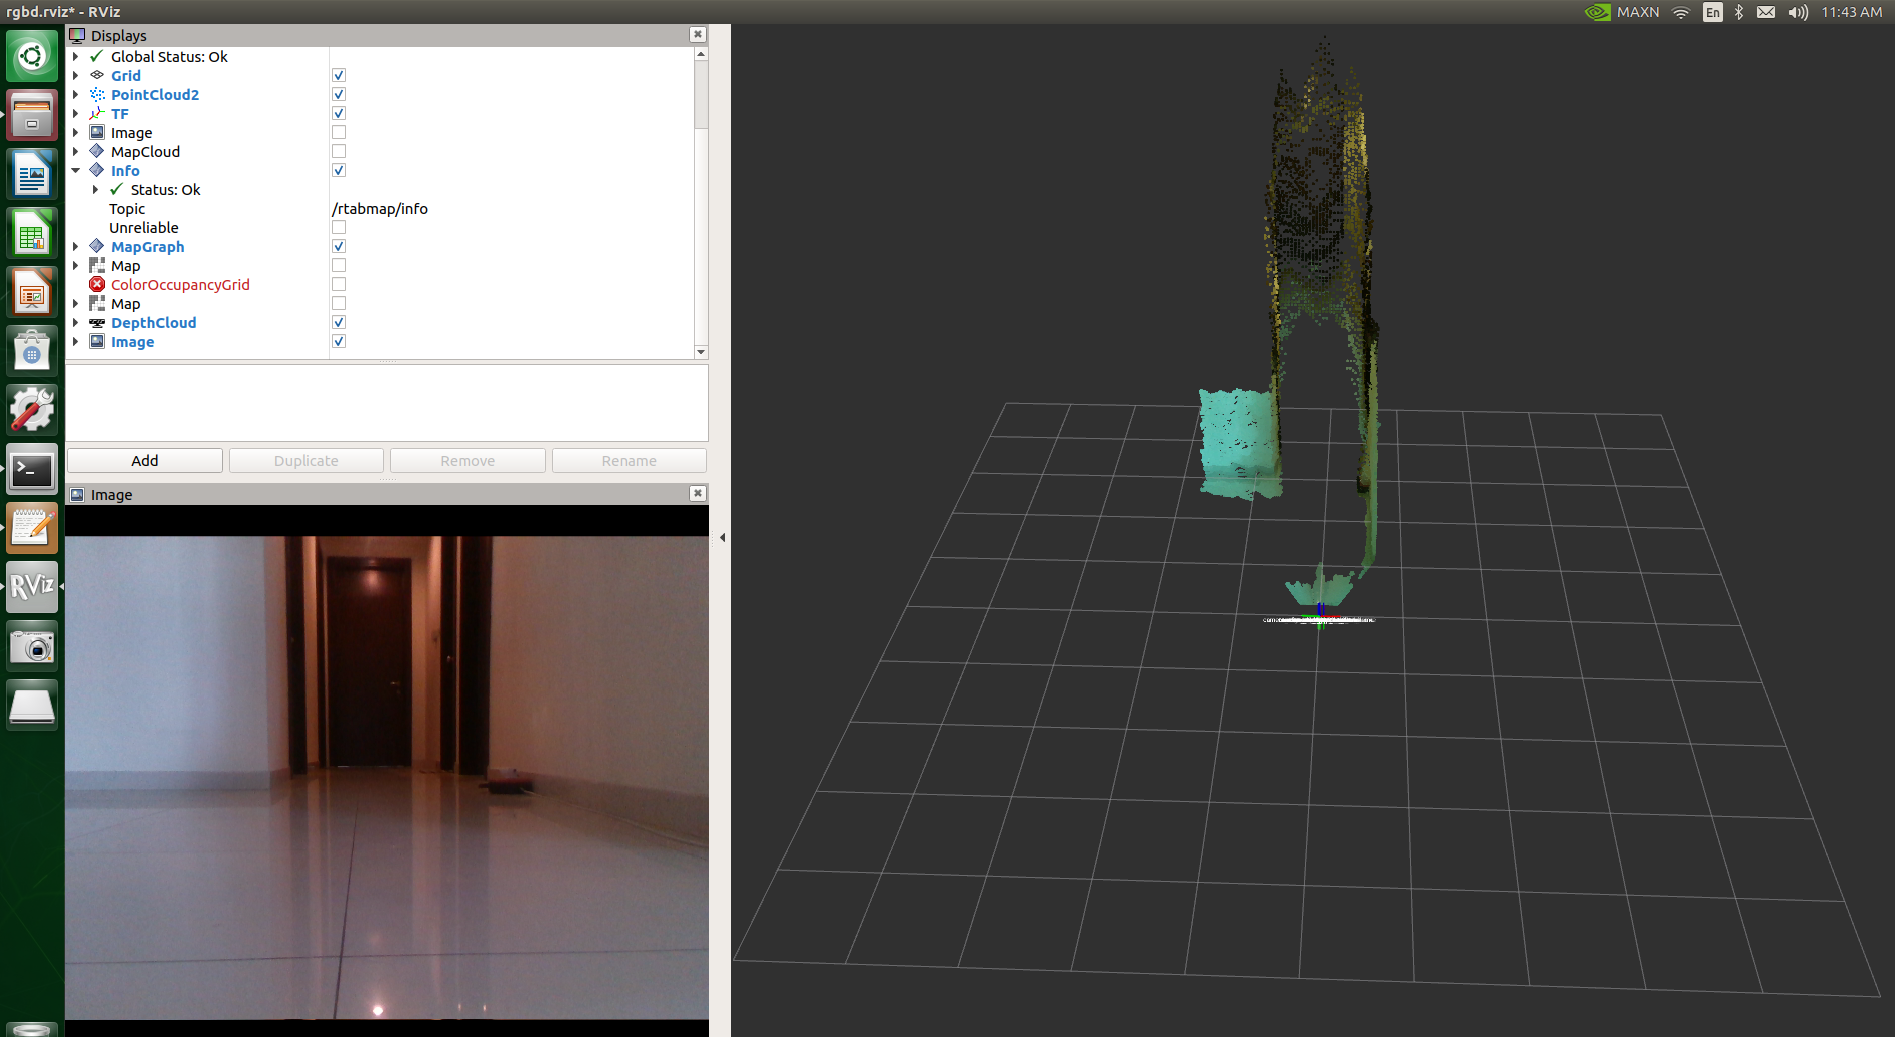 rgbd.rviz* - RViz
MAXN
En
11:43 AM
Displays
Global Status: Ok
Grid
PointCloud2
TF
Image
MapCloud
Info
Status: Ok
Topic /rtabmap/info
Unreliable
MapGraph
Map
ColorOccupancyGrid
Map
DepthCloud
Image
Add Duplicate Remove Rename
Image
RViz